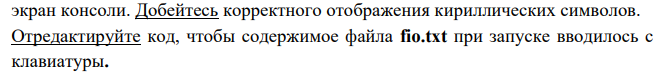 экран консоли. Добейтесь корректного отображения кириллических символов.
Отредактируйте код, чтобы содержимое файла fio.txt при запуске вводилось с
клавиатуры.